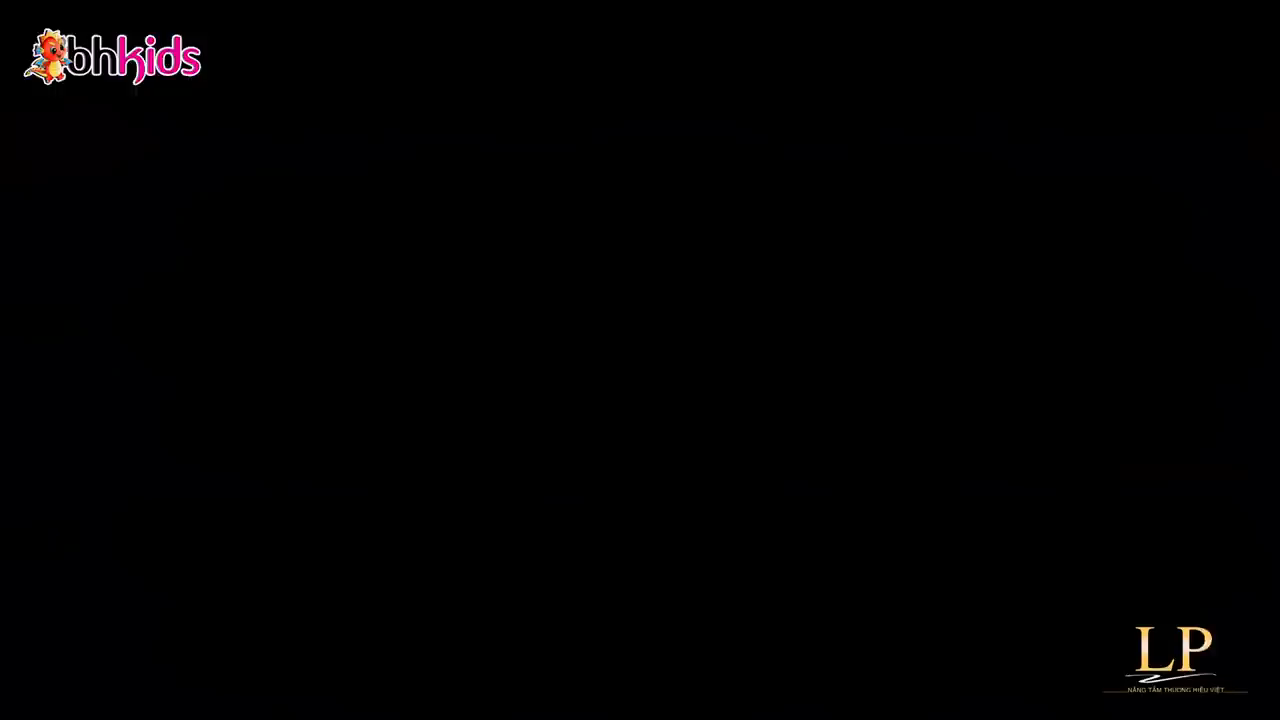 bhkids
LP
NÂNG TẦM THƯƠNG HIỆU VIỆT